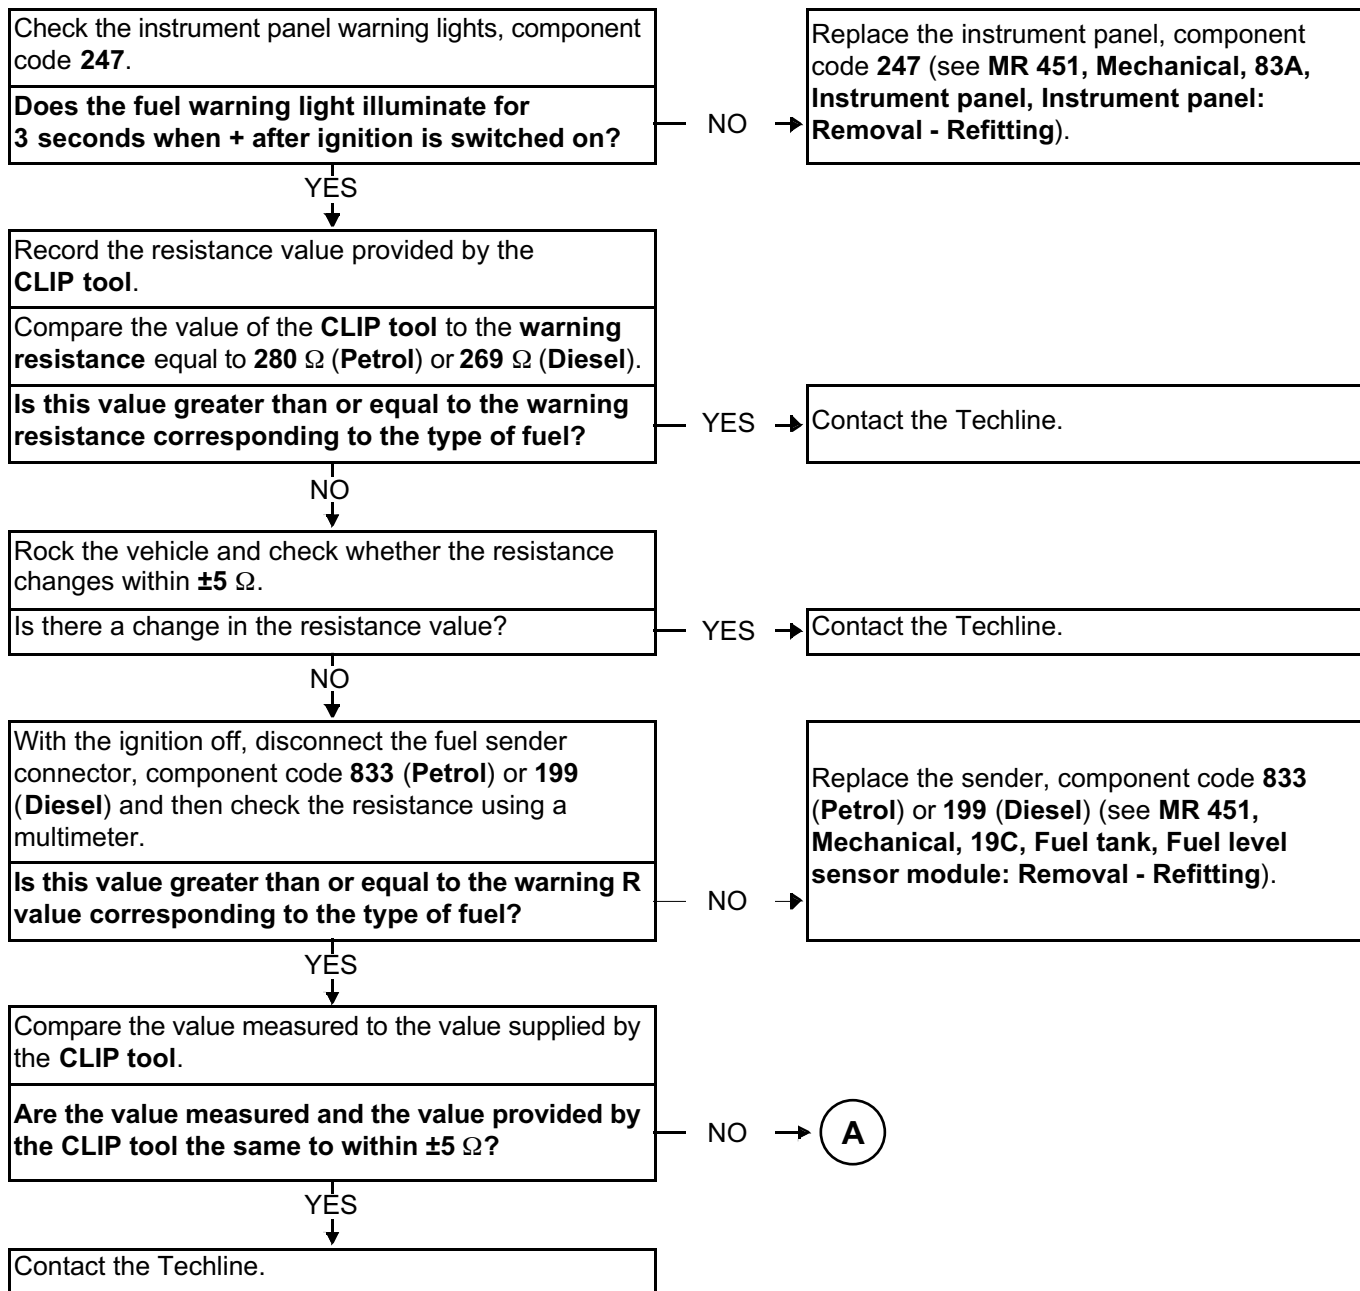 Check the instrument panel warning lights, component
code 247.
Does the fuel warning light illuminate for
3 seconds when + after ignition is switched on?
NO
Replace the instrument panel, component
code 247 (see MR 451, Mechanical, 83A,
Instrument panel, Instrument panel:
Removal - Refitting).
YES
Record the resistance value provided by the
CLIP tool.
Compare the value of the CLIP tool to the warning
resistance equal to 280 Ω (Petrol) or 269 Ω (Diesel).
Is this value greater than or equal to the warning
resistance corresponding to the type of fuel?
YES
Contact the Techline.
NO
Rock the vehicle and check whether the resistance
changes within ±5 Ω.
Is there a change in the resistance value?
YES
Contact the Techline.
NO
With the ignition off, disconnect the fuel sender
connector, component code 833 (Petrol) or 199
(Diesel) and then check the resistance using a
multimeter.
Is this value greater than or equal to the warning R
value corresponding to the type of fuel?
NO
Replace the sender, component code 833
(Petrol) or 199 (Diesel) (see MR 451,
Mechanical, 19C, Fuel tank, Fuel level
sensor module: Removal - Refitting).
YES
Compare the value measured to the value supplied by
the CLIP tool.
Are the value measured and the value provided by
the CLIP tool the same to within ±5 Ω?
NO
A
YES
Contact the Techline.